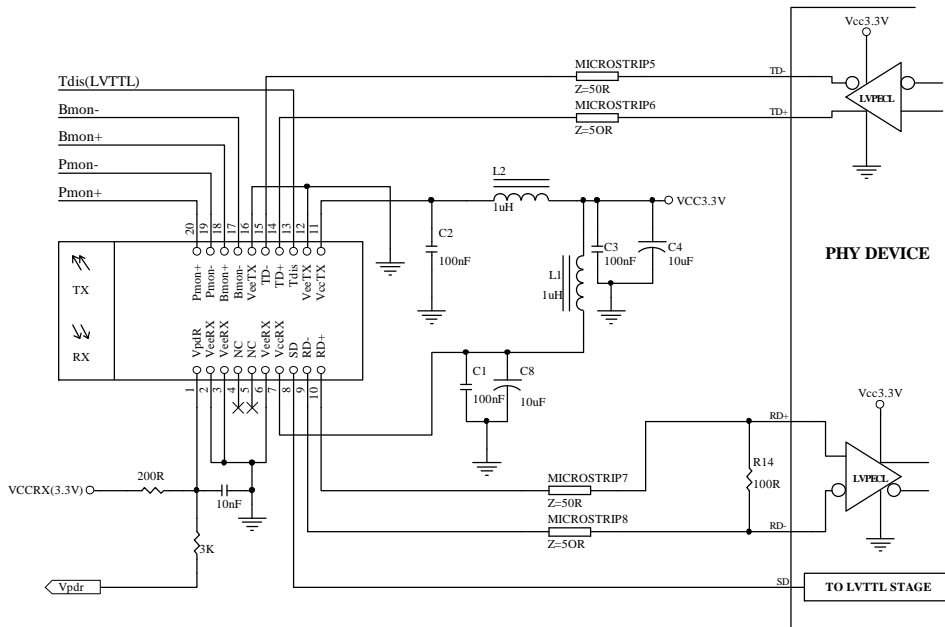 Vcc3.3V
MICROSTRIP5
TD-
Tdis(LVTTL)
Z=50R
LVPECL
MICROSTRIP6
TD+
Bmon-
Z=5OR
Bmon+
Pmon-
L2
Pmon+
1uH
VCC3.3V
20 19 18 17 16 15 14 13 12 11
C2
100nF
C3
100nF
C4
10uF
PHY DEVICE
L1
1uH
TX
Pmon+ Pmon- Bmon+ Bmon- VeeTX TD- TD+ Tdis VeeTX VccTX
RX
VpdR VeeRX VeeRX NC NC VeeRX VccRX SD RD- RD+
1 2 3 4 5 6 7 8 9 10
C1
100nF
C8
10uF
Vcc3.3V
RD+
R14
100R
LVPECL
200R
VCCRX(3.3V)
10nF
MICROSTRIP7
Z=50R
MICROSTRIP8
Z=5OR
RD-
3K
Vpdr
SD
TO LVTTL STAGE